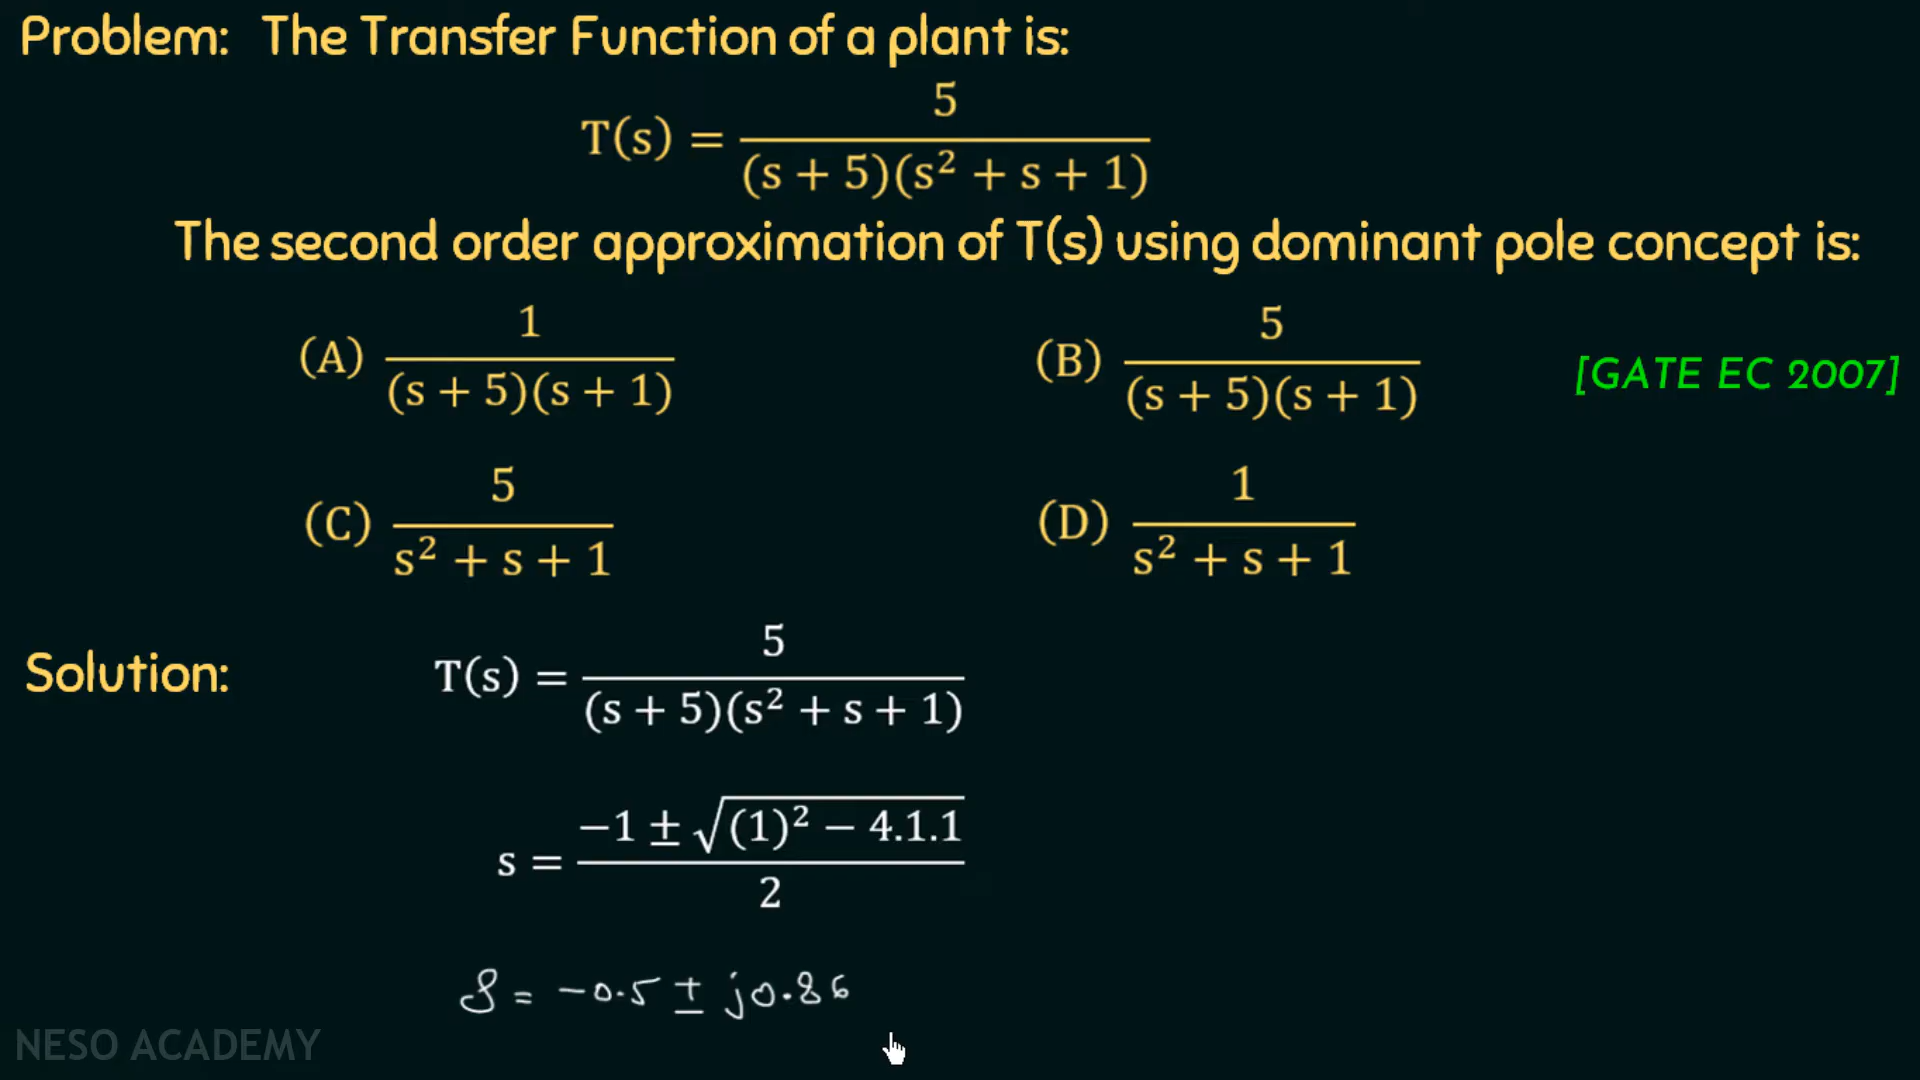 Problem: The Transfer Function of a plant is:
T(s) = 5 / (s + 5)(s² + s + 1)
The second order approximation of T(s) using dominant pole concept is:
(A) 1 / (s + 5)(s + 1)
(B) 5 / (s + 5)(s + 1)
[GATE EC 2007]
(C) 5 / s² + s + 1
(D) 1 / s² + s + 1
Solution: T(s) = 5 / (s + 5)(s² + s + 1)
s = −1 ± √(1)² − 4.1.1 / 2
s = −0.5 ± j0.86
NESO ACADEMY